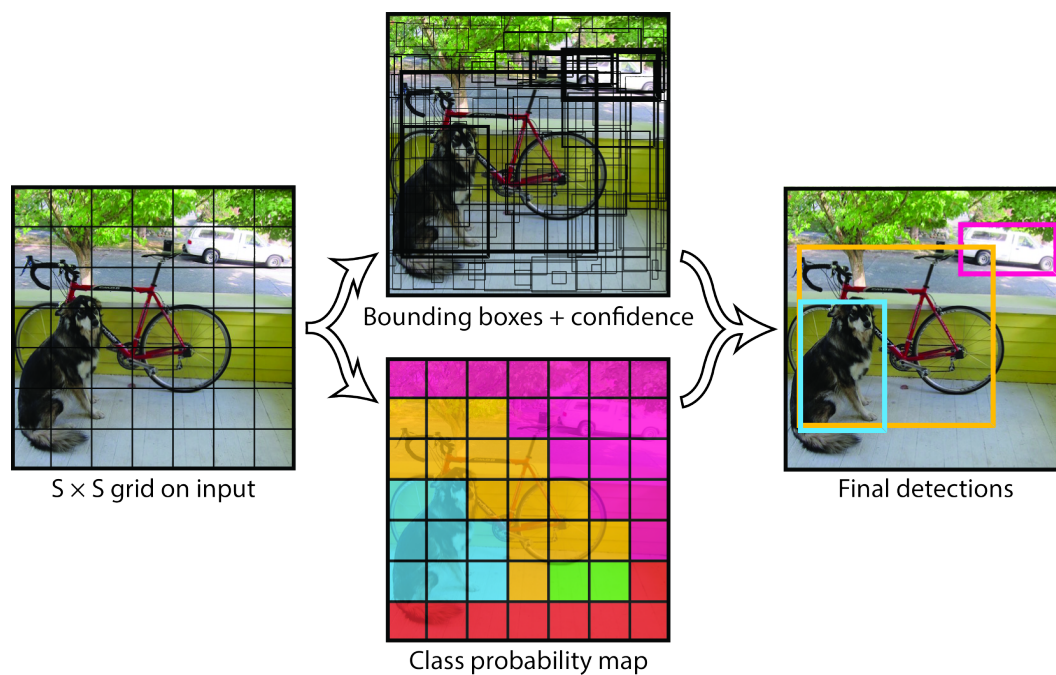 Bounding boxes + confidence
S × S grid on input
Final detections
Class probability map